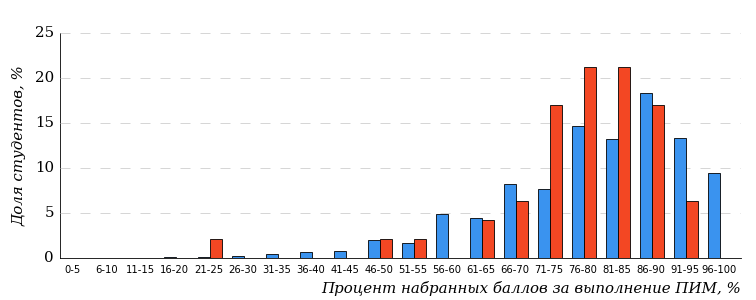 25
20
15
10
5
0
Доля студентов, %
0-5 6-10 11-15 16-20 21-25 26-30 31-35 36-40 41-45 46-50 51-55 56-60 61-65 66-70 71-75 76-80 81-85 86-90 91-95 96-100
Процент набранных баллов за выполнение ПИМ, %